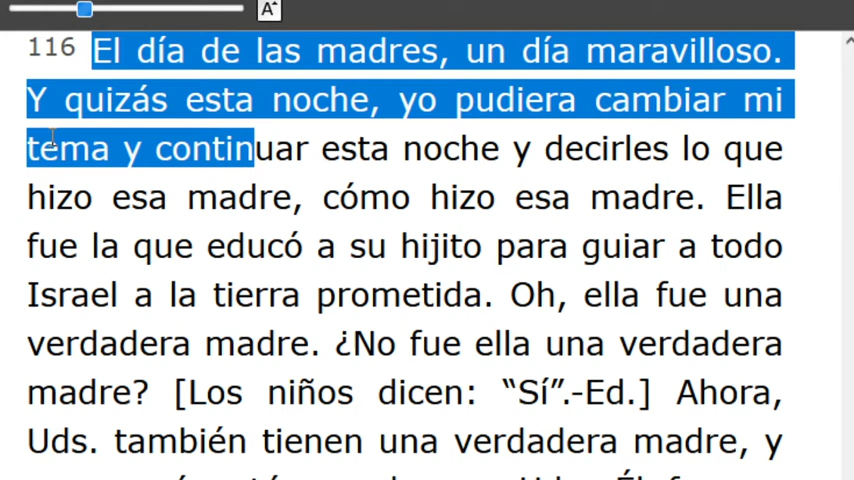 A
116 El día de las madres, un día maravilloso.
Y quizás esta noche, yo pudiera cambiar mi
tema y continuar esta noche y decirles lo que
hizo esa madre, cómo hizo esa madre. Ella
fue la que educó a su hijito para guiar a todo
Israel a la tierra prometida. Oh, ella fue una
verdadera madre. ¿No fue ella una verdadera
madre? [Los niños dicen: “Sí”.-Ed.] Ahora,
Uds. también tienen una verdadera madre, y